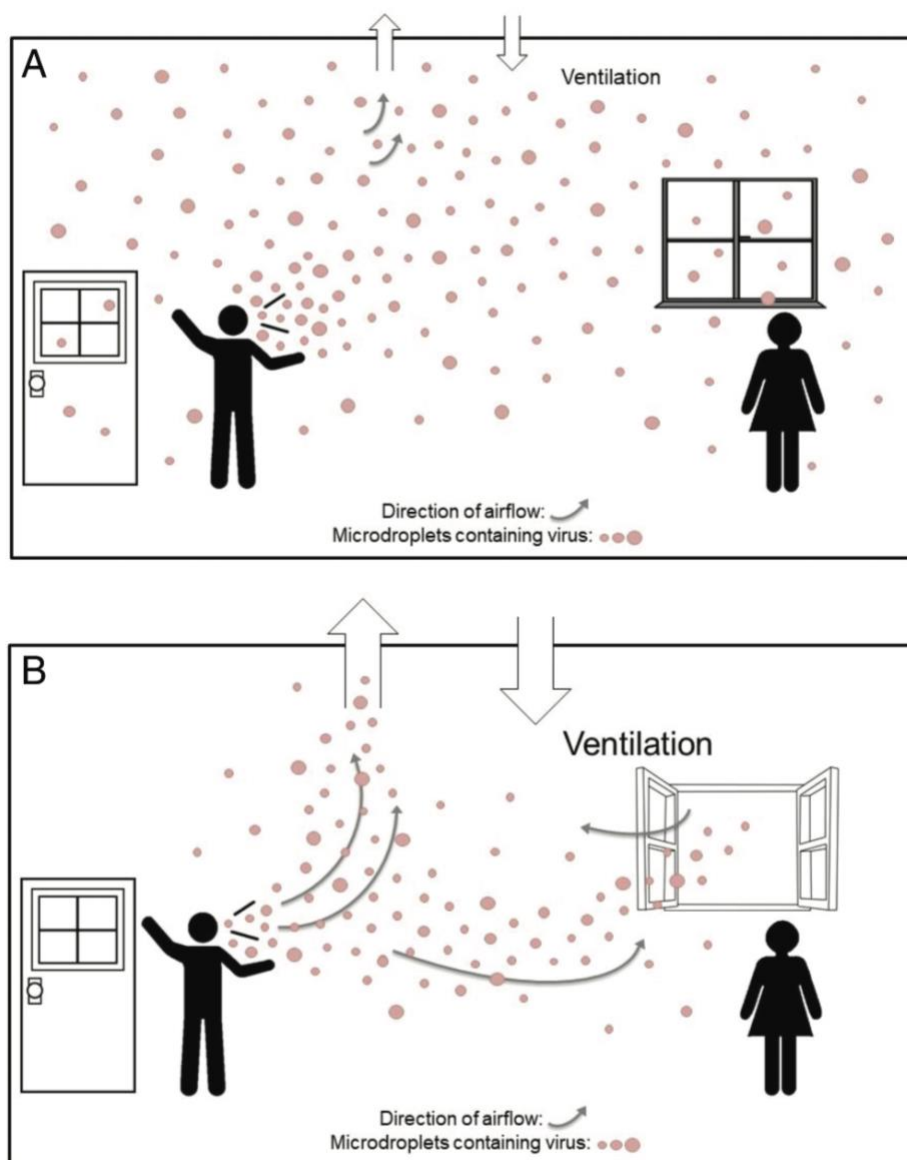 A
Ventilation
Direction of airflow:
Microdroplets containing virus:
B
Ventilation
Direction of airflow:
Microdroplets containing virus: